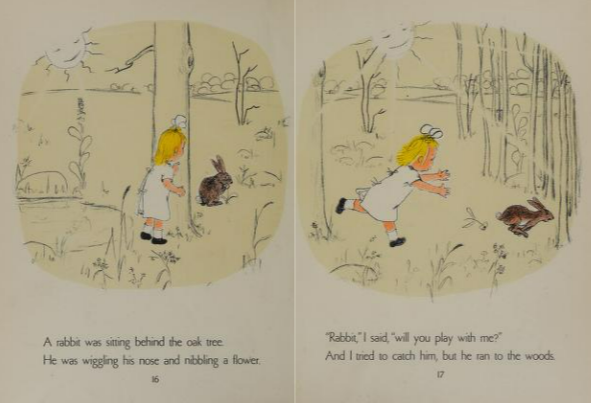 A rabbit was sitting behind the oak tree.
He was wiggling his nose and nibbling a flower.
16
"Rabbit," I said, "will you play with me?"
And I tried to catch him, but he ran to the woods.
17